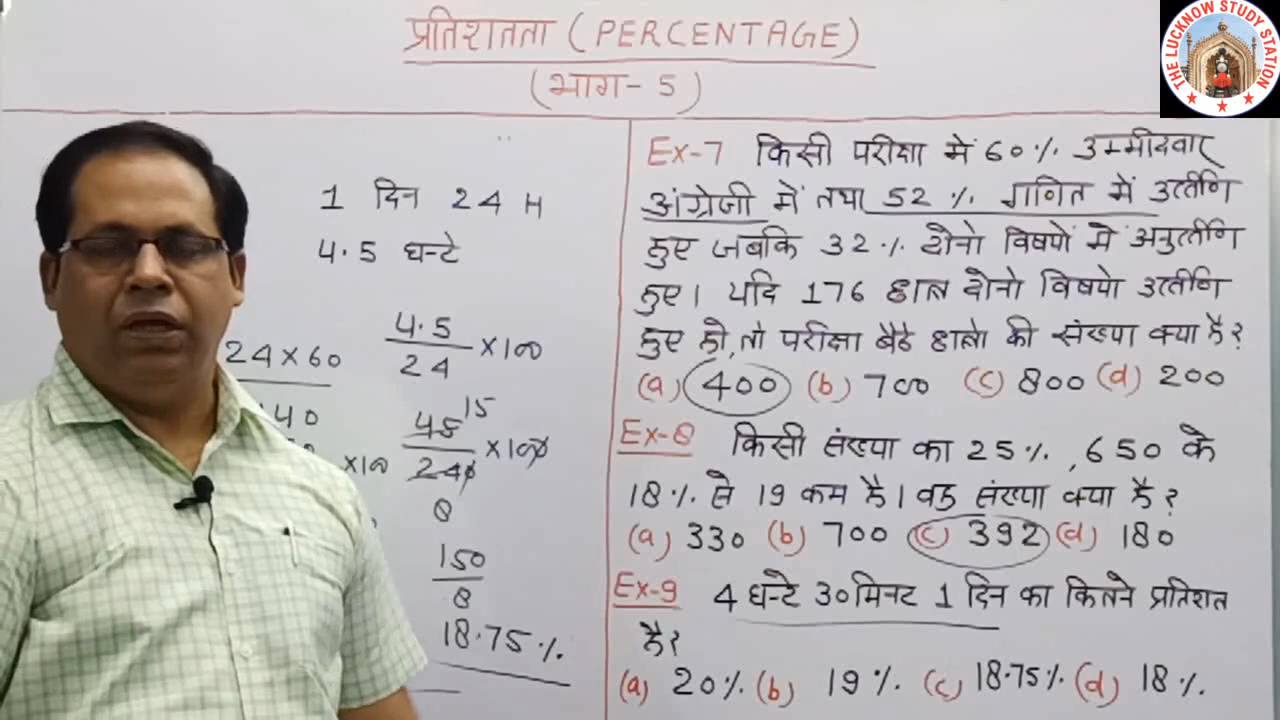 प्रतिशतता (PERCENTAGE)
(भाग-5)
THE LUCKNOW STUDY STATION
1 दिन 24 H
4.5 घन्टे
24×60
40
×100
4.5/24 ×100
45/240 ×100
15
8
150/8
18.75%
Ex-7 किसी परीक्षा में 60% उम्मीदवार
अंग्रेजी में तथा 52% गणित में उर्त्तीण
हुए जबकि 32% दोनो विषयों में अनुर्त्तीण
हुए। यदि 176 छात्र दोनो विषयो उर्त्तीण
हुए हो, तो परीक्षा बैठे छात्रो की संख्या क्या है?
(a) 400 (b) 700 (c) 800 (d) 200
Ex-8 किसी संख्या का 25%, 650 के
18% से 19 कम है। वह संख्या क्या है?
(a) 330 (b) 700 (c) 392 (d) 180
Ex-9 4 घन्टे 30 मिनट 1 दिन का कितने प्रतिशत
है?
(a) 20% (b) 19% (c) 18.75% (d) 18%.